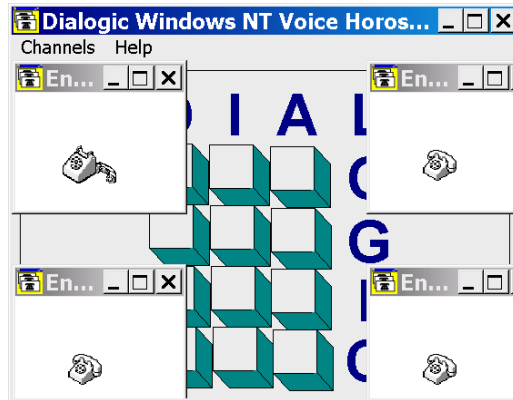 Dialogic Windows NT Voice Horos...
Channels Help
En...
En...
I A L
G
En...
En...